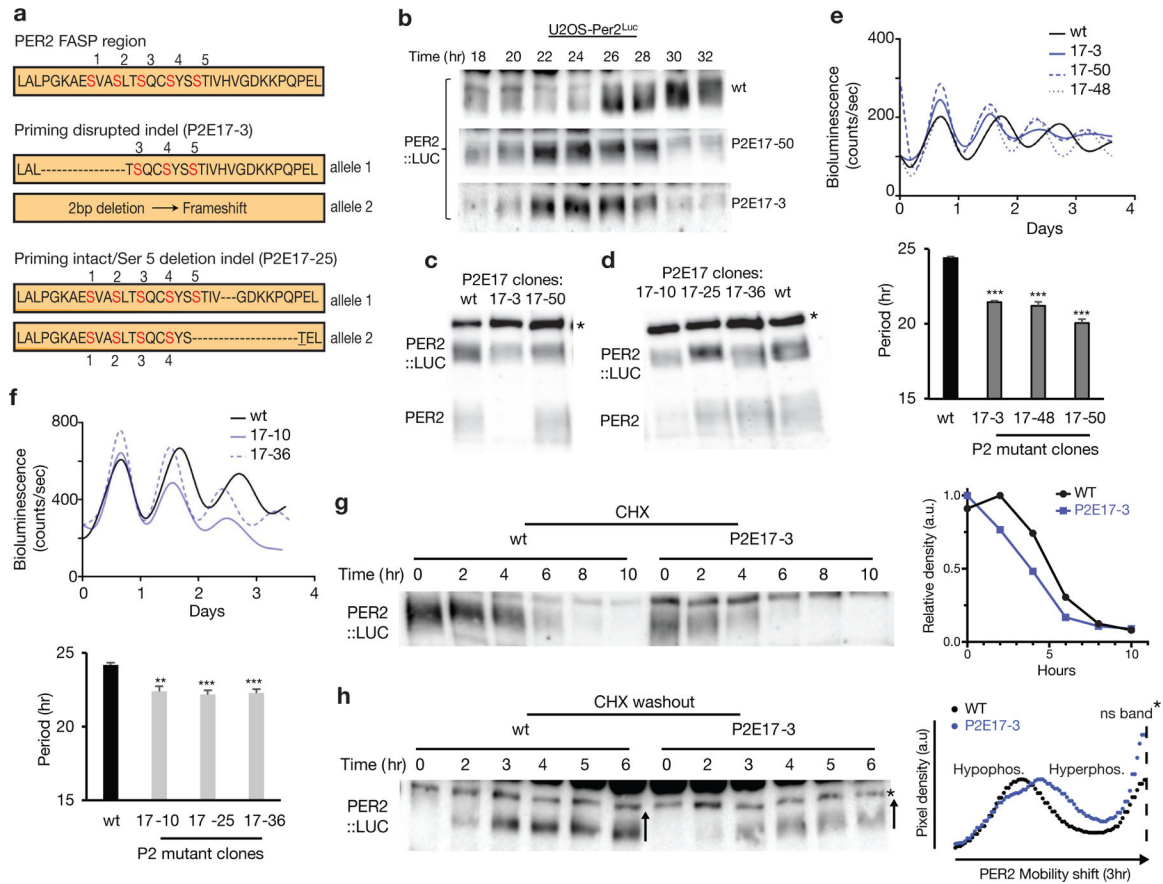 a
PER2 FASP region
1 2 3 4 5
LALPGKAESVASLTSQCSYSSTIVHVGDKKPQPEL
Priming disrupted indel (P2E17-3)
3 4 5
LAL----------------TSQCSYSSTIVHVGDKKPQPEL allele 1
2bp deletion → Frameshift allele 2
Priming intact/Ser 5 deletion indel (P2E17-25)
1 2 3 4 5
LALPGKAESVASLTSQCSYSSTIV---GDKKPQPEL allele 1
LALPGKAESVASLTSQCSYS--------------------TEL allele 2
1 2 3 4
b
U2OS-Per2Luc
Time (hr) 18 20 22 24 26 28 30 32
wt
PER2
::LUC
P2E17-50
P2E17-3
c
P2E17 clones:
wt 17-3 17-50
*
PER2
::LUC
PER2
d
P2E17 clones:
17-10 17-25 17-36 wt
*
PER2
::LUC
PER2
e
wt
17-3
17-50
17-48
Bioluminescence
(counts/sec)
400
200
0
0 1 2 3 4
Days
Period (hr)
25
20
15
*** *** ***
wt 17-3 17-48 17-50
P2 mutant clones
f
wt
17-10
17-36
Bioluminescence
(counts/sec)
800
400
0
0 1 2 3 4
Days
Period (hr)
25
22
15
** *** ***
wt 17-10 17 -25 17-36
P2 mutant clones
g
CHX
wt P2E17-3
Time (hr) 0 2 4 6 8 10 0 2 4 6 8 10
PER2
::LUC
WT
P2E17-3
Relative density (a.u.)
1.0
0.5
0.0
0 5 10
Hours
h
CHX washout
wt P2E17-3
Time (hr) 0 2 3 4 5 6 0 2 3 4 5 6
PER2
::LUC
*
WT
P2E17-3
ns band*
Hypophos. Hyperphos.
Pixel density (a.u)
PER2 Mobility shift (3hr)